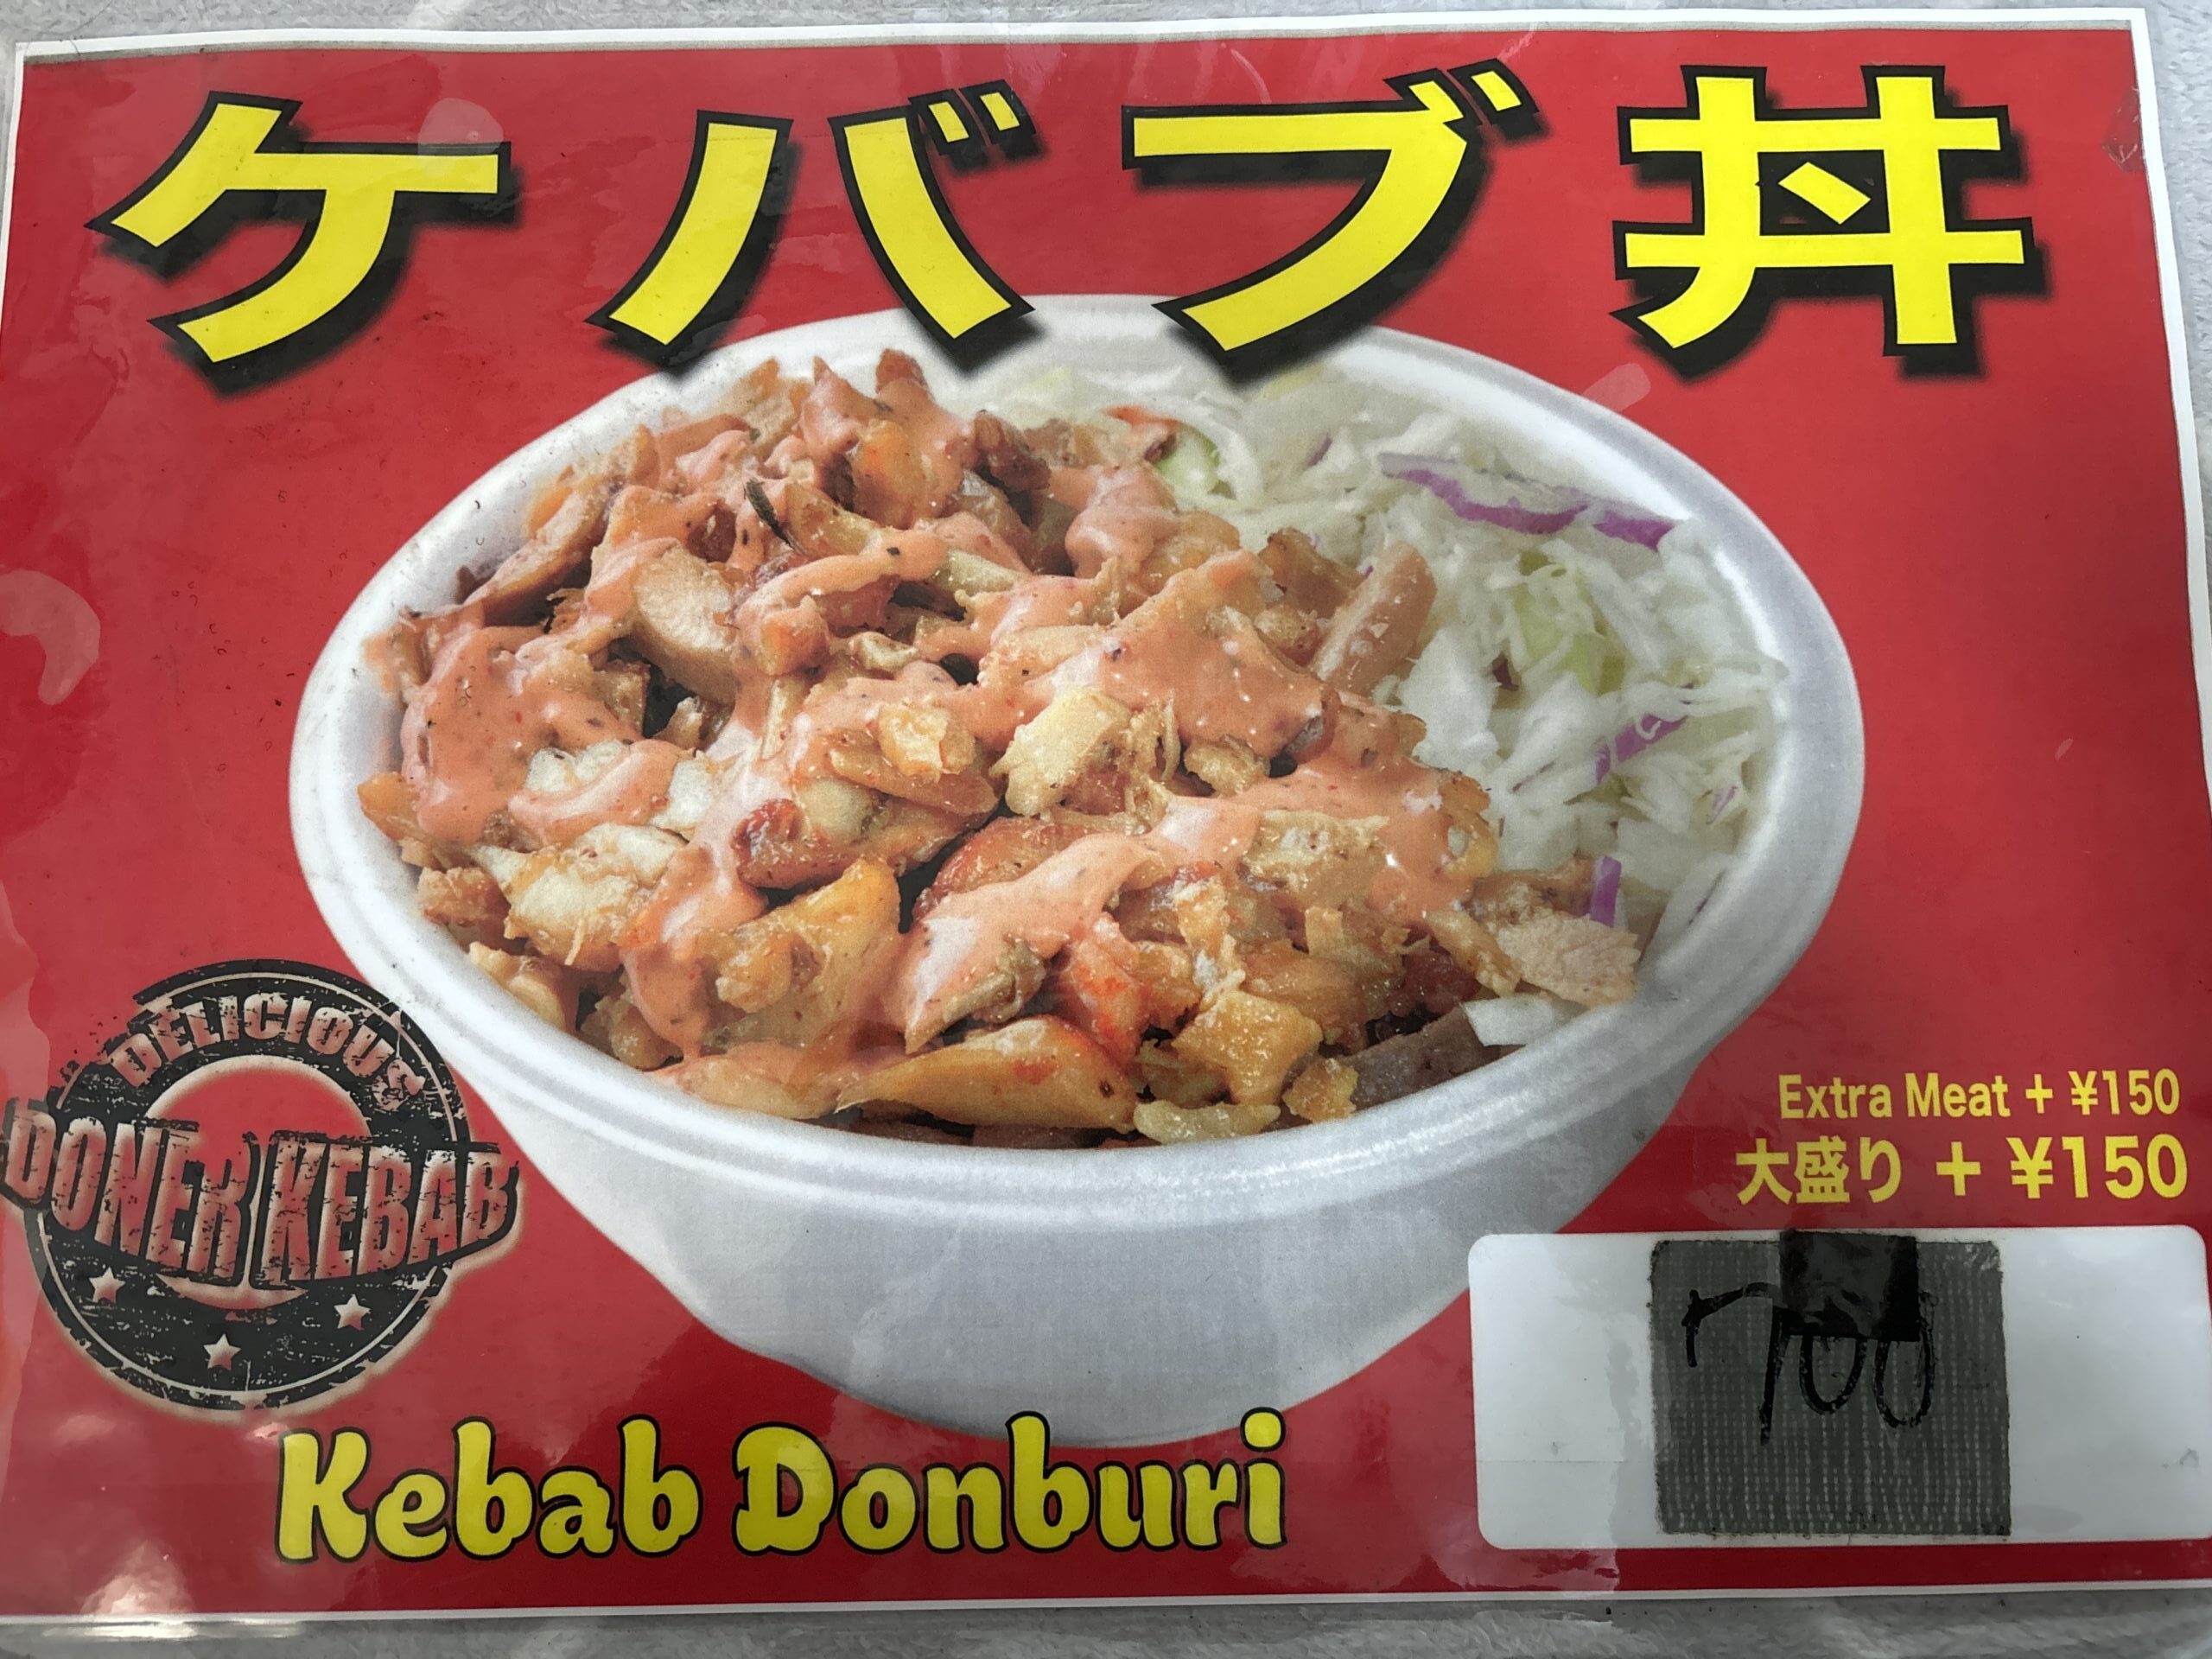 ケバブ丼
DELICIOUS
DONER KEBAB
Extra Meat + ¥150
大盛り + ¥150
700
Kebab Donburi